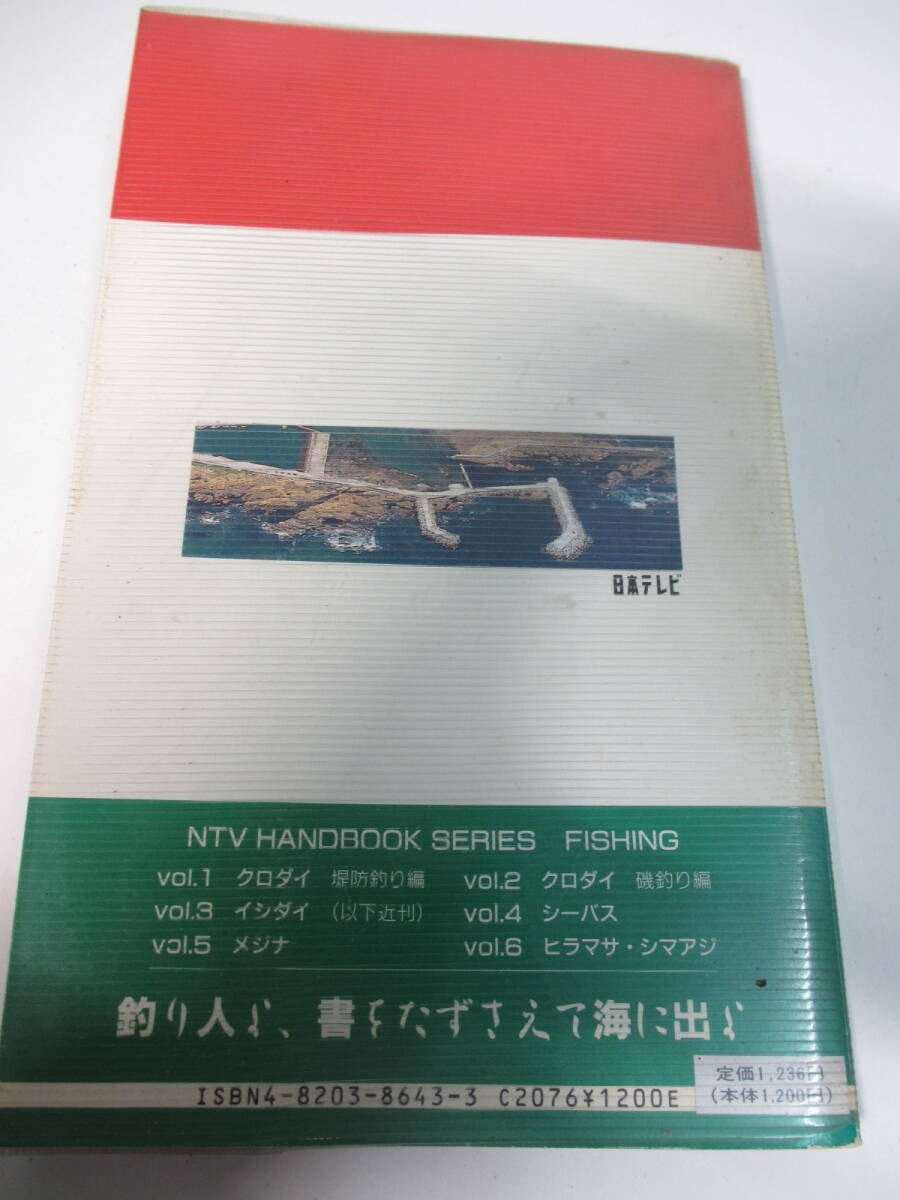 日本テレビ
NTV HANDBOOK SERIES FISHING
vol.1 クロダイ 堤防釣り編 vol.2 クロダイ 磯釣り編
vol.3 イシダイ （以下近刊） vol.4 シーバス
vol.5 メジナ vol.6 ヒラマサ・シマアジ
釣り人よ、書をたずさえて海に出よ
定価1,236円
ISBN4-8203-8643-3 C2076¥1200E (本体1,200円)